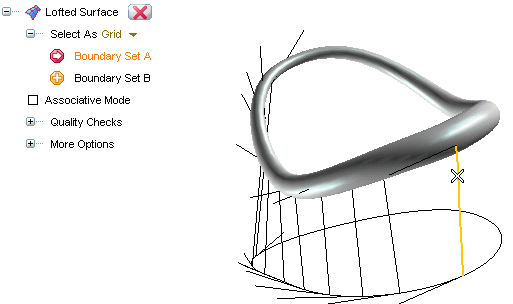 Lofted Surface
Select As Grid
Boundary Set A
Boundary Set B
Associative Mode
Quality Checks
More Options